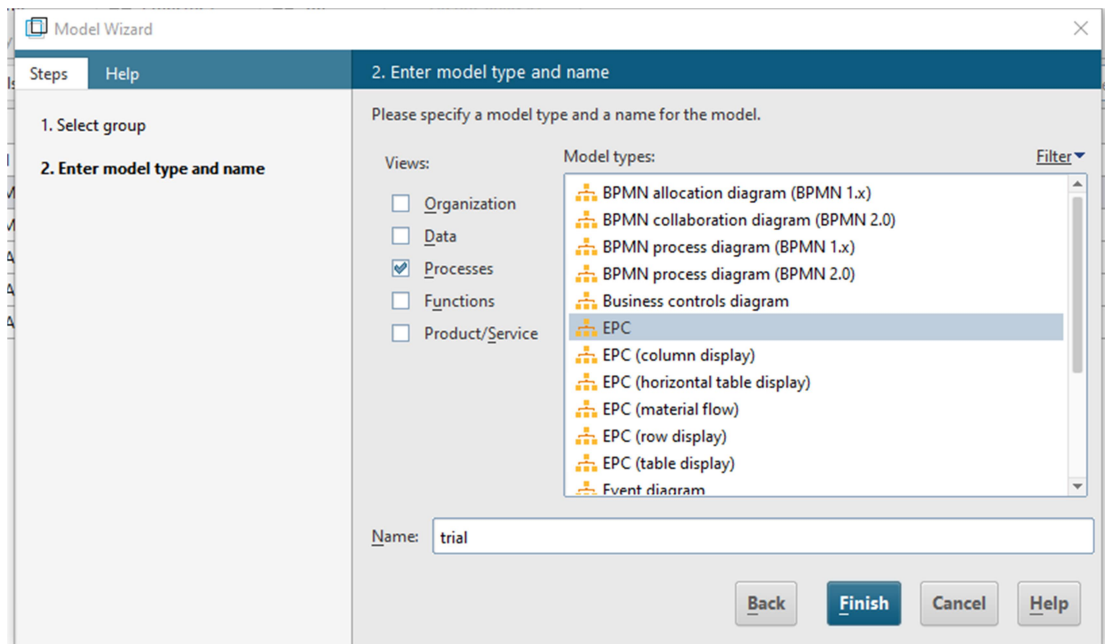 Model Wizard
Steps
Help
2. Enter model type and name
1. Select group
2. Enter model type and name
Please specify a model type and a name for the model.
Views:
Organization
Data
Processes
Functions
Product/Service
Model types:
Filter
BPMN allocation diagram (BPMN 1.x)
BPMN collaboration diagram (BPMN 2.0)
BPMN process diagram (BPMN 1.x)
BPMN process diagram (BPMN 2.0)
Business controls diagram
EPC
EPC (column display)
EPC (horizontal table display)
EPC (material flow)
EPC (row display)
EPC (table display)
Event diagram
Name: trial
Back
Finish
Cancel
Help